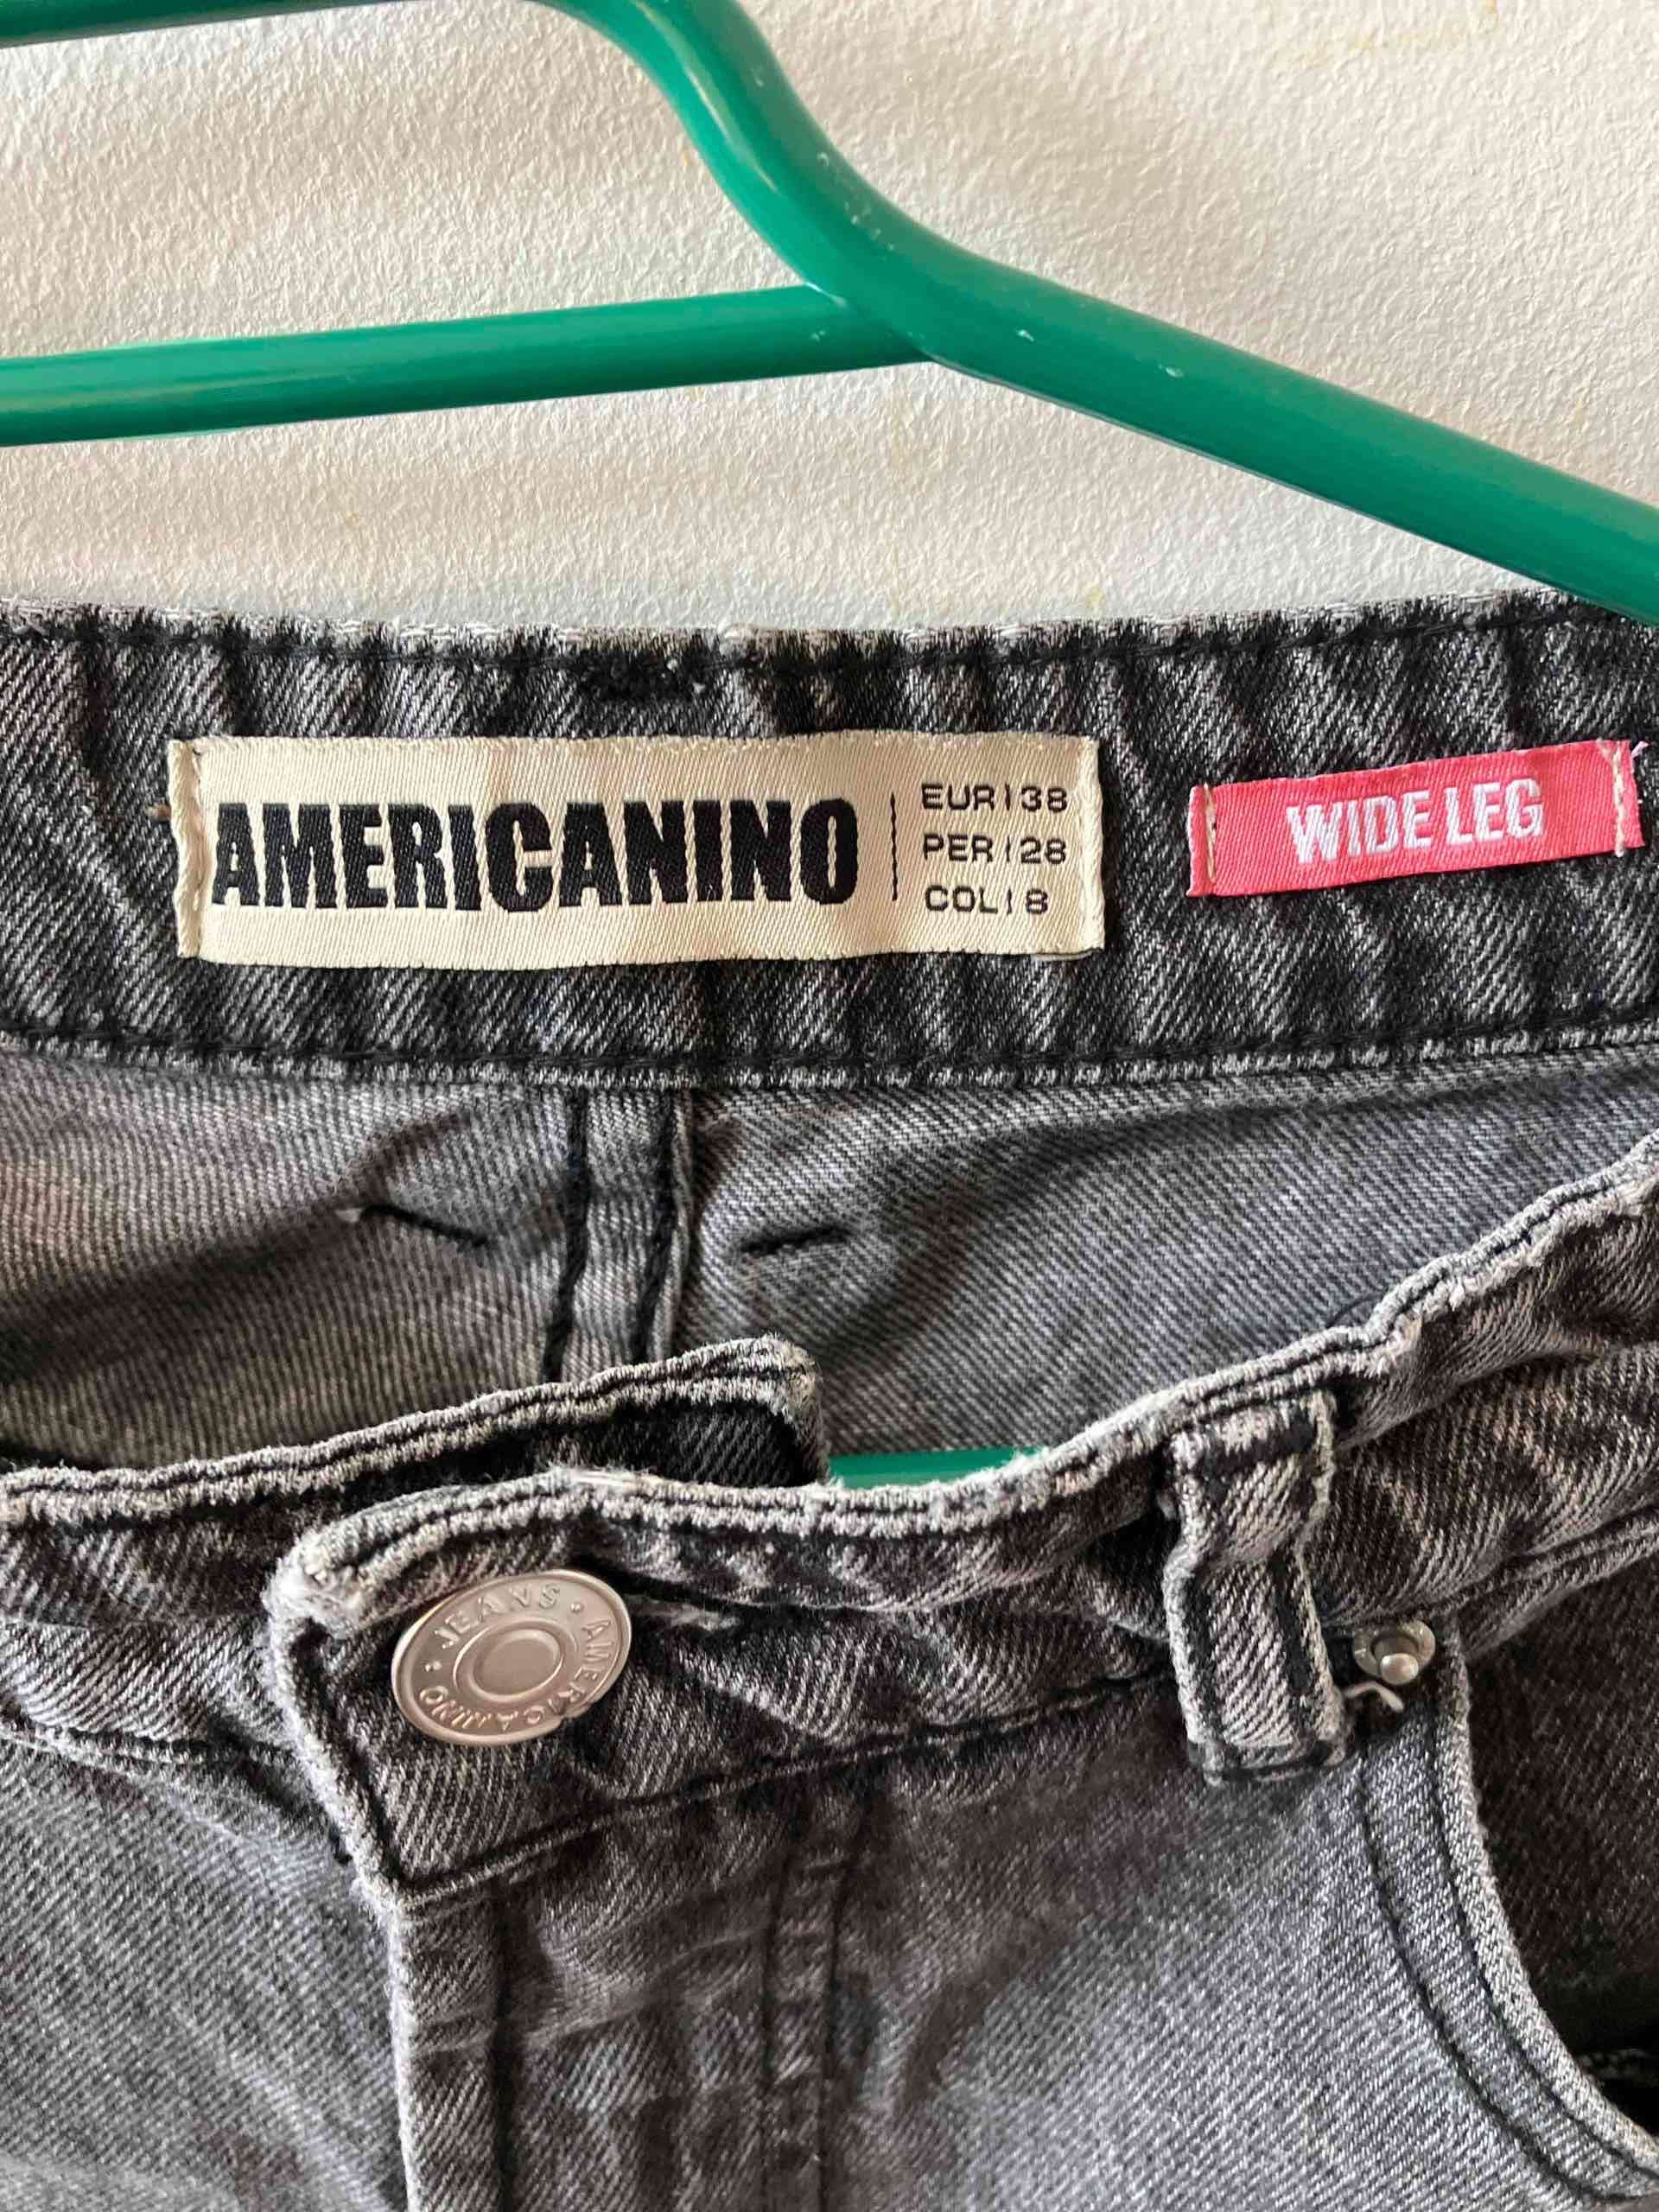 AMERICANINO
EUR | 38
PER | 28
COL | 8
WIDE LEG
• JEANS • AMERICANINO